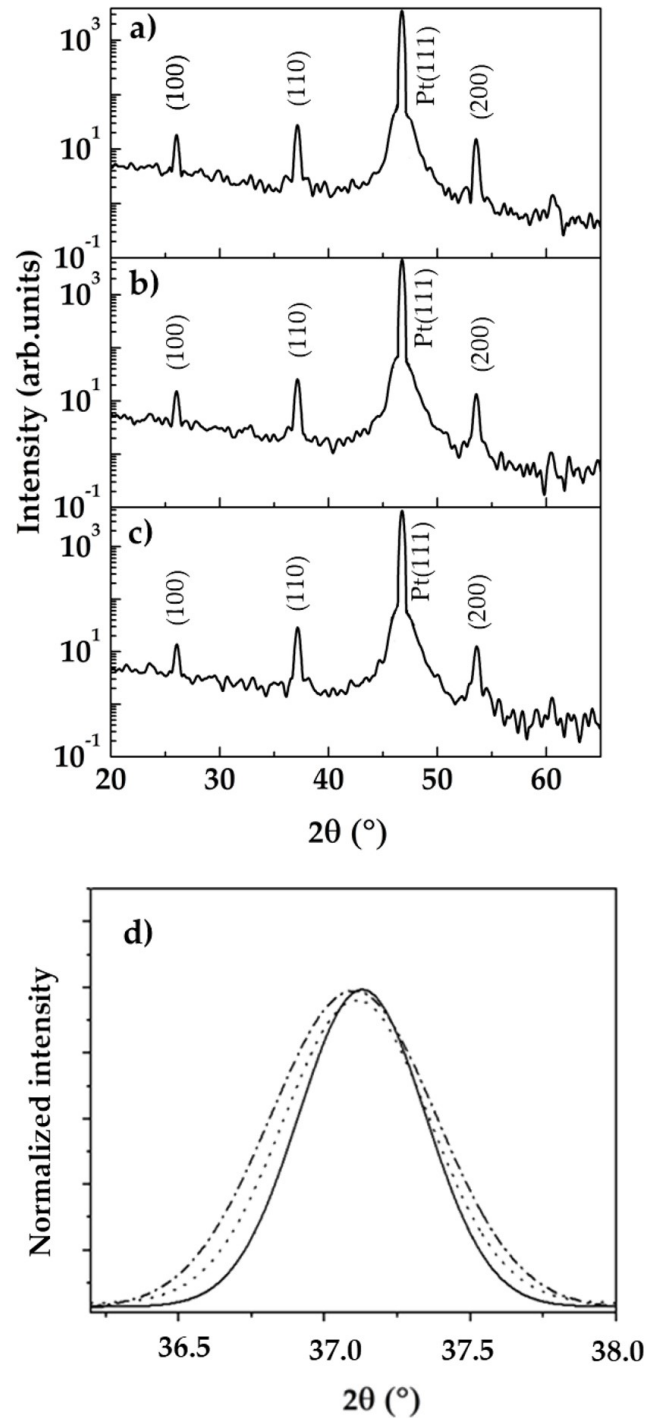 a)
10³
10¹
10⁻¹
(100)
(110)
Pt(111)
(200)
b)
10³
10¹
10⁻¹
(100)
(110)
Pt(111)
(200)
c)
10³
10¹
10⁻¹
(100)
(110)
Pt(111)
(200)
Intensity (arb.units)
20 30 40 50 60
2θ (°)
d)
Normalized intensity
36.5 37.0 37.5 38.0
2θ (°)